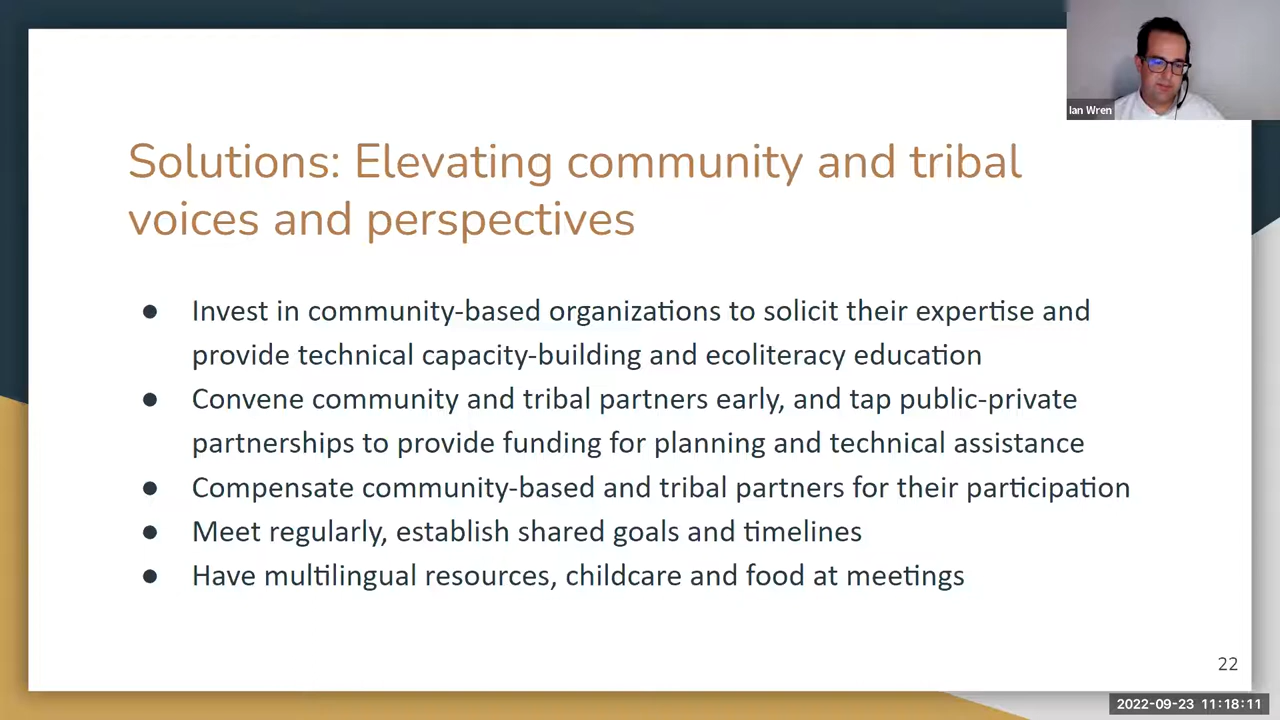 Ian Wren
Solutions: Elevating community and tribal
voices and perspectives
● Invest in community-based organizations to solicit their expertise and
provide technical capacity-building and ecoliteracy education
● Convene community and tribal partners early, and tap public-private
partnerships to provide funding for planning and technical assistance
● Compensate community-based and tribal partners for their participation
● Meet regularly, establish shared goals and timelines
● Have multilingual resources, childcare and food at meetings
22
2022-09-23 11:18:11